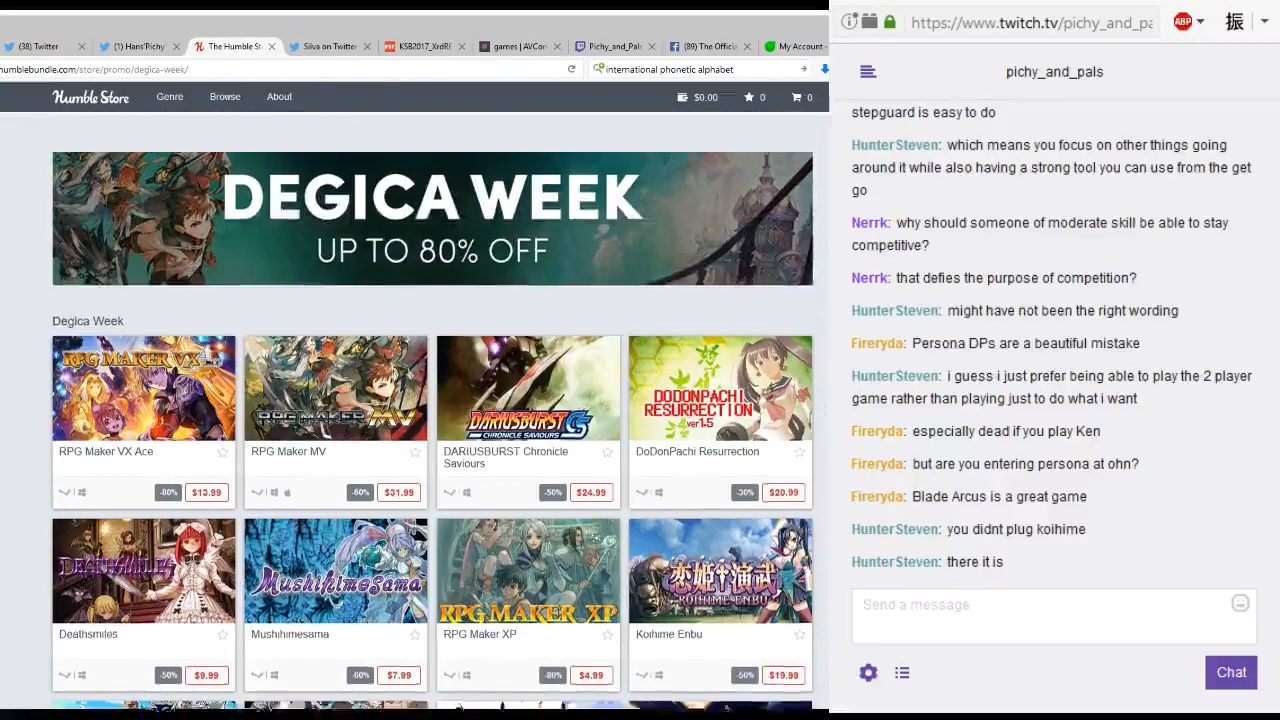 (38) Twitter
(1) Hans'Pichy
The Humble St
Silva on Twitter
KSB2017_XrdRF
games | AVCon
Pichy_and_Pals
(89) The Official
My Account -
humblebundle.com/store/promo/degica-week/
international phonetic alphabet
Humble Store
Genre
Browse
About
$0.00
0
0
DEGICA WEEK
UP TO 80% OFF
Degica Week
RPG MAKER VX ACE
RPG MAKER MV
DARIUSBURST CS
CHRONICLE SAVIOURS
DODONPACHI
RESURRECTION
ver1.5
RPG Maker VX Ace
RPG Maker MV
DARIUSBURST Chronicle
Saviours
DoDonPachi Resurrection
-80% $13.99
-60% $31.99
-50% $24.99
-30% $20.99
DEATHSMILES
Mushihimesama
RPG MAKER XP
恋姫†演武
KOIHIME ENBU
Deathsmiles
Mushihimesama
RPG Maker XP
Koihime Enbu
-50% $9.99
-60% $7.99
-80% $4.99
-50% $19.99
https://www.twitch.tv/pichy_and_pa
ABP
振
pichy_and_pals
stepguard is easy to do
HunterSteven: which means you focus on other things going
around it while also having a strong tool you can use from the get
go
Nerrk: why should someone of moderate skill be able to stay
competitive?
Nerrk: that defies the purpose of competition?
HunterSteven: might have not been the right wording
Fireryda: Persona DPs are a beautiful mistake
HunterSteven: i guess i just prefer being able to play the 2 player
game rather than playing just to do what i want
Fireryda: especially dead if you play Ken
Fireryda: but are you entering persona at ohn?
Fireryda: Blade Arcus is a great game
HunterSteven: you didnt plug koihime
HunterSteven: there it is
Send a message
Chat